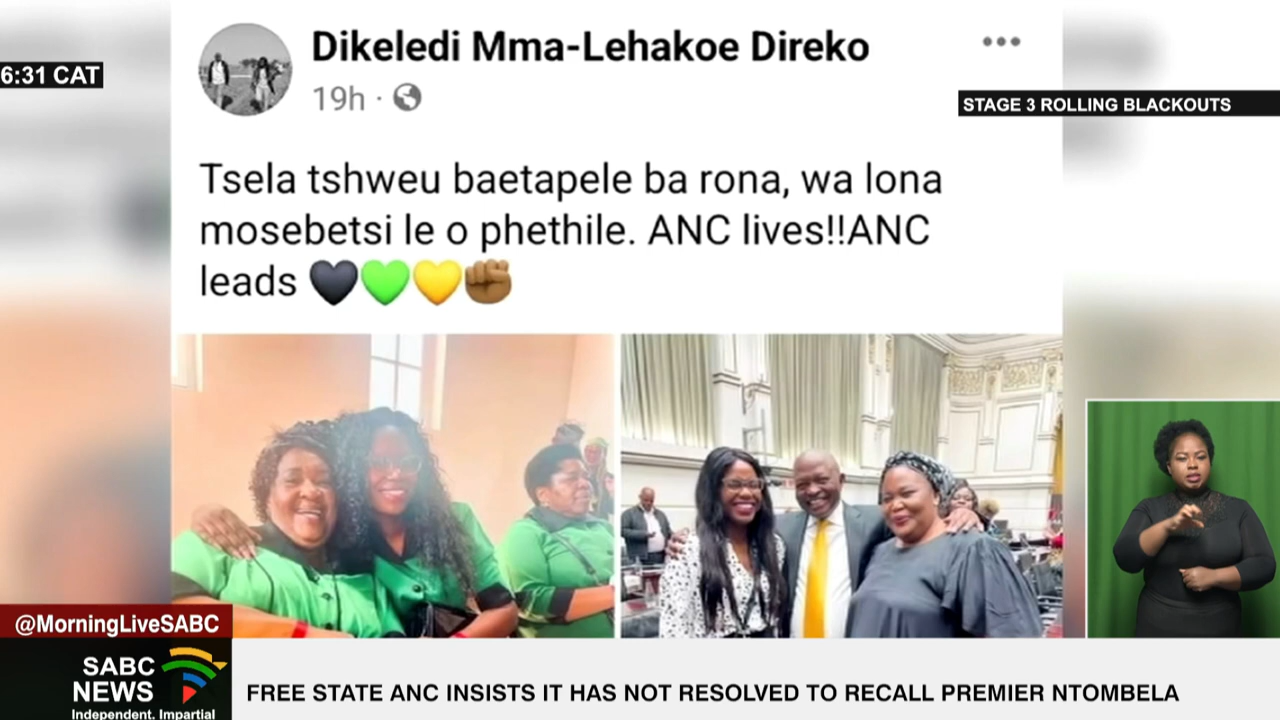 Dikeledi Mma-Lehakoe Direko
19h ·
6:31 CAT
STAGE 3 ROLLING BLACKOUTS
Tsela tshweu baetapele ba rona, wa lona
mosebetsi le o phethile. ANC lives!!ANC
leads 🖤💚💛✊🏾
@MorningLiveSABC
SABC
NEWS
Independent. Impartial
FREE STATE ANC INSISTS IT HAS NOT RESOLVED TO RECALL PREMIER NTOMBELA